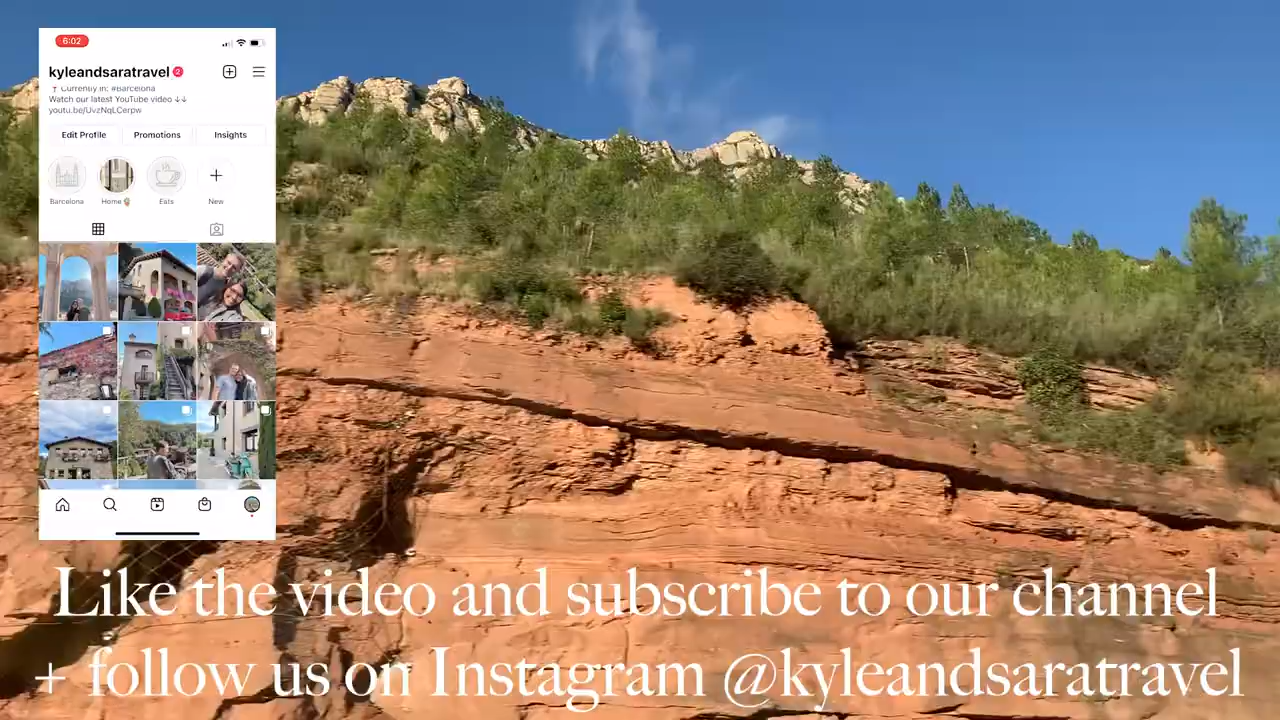 6:02
kyleandsaratravel 2
Currently in: #Barcelona
Watch our latest YouTube video ↓↓
youtu.be/UvzNqLCerpw
Edit Profile Promotions Insights
Barcelona Home Eats New
Like the video and subscribe to our channel
+ follow us on Instagram @kyleandsaratravel